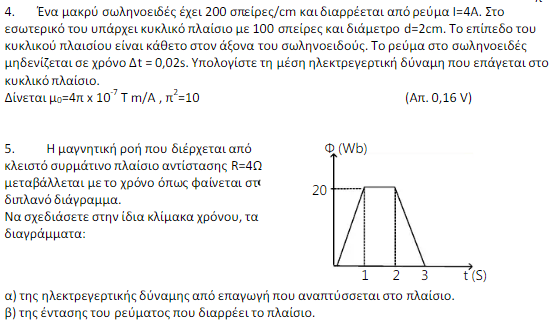 4. Ένα μακρύ σωληνοειδές έχει 200 σπείρες/cm και διαρρέεται από ρεύμα I=4A. Στο
εσωτερικό του υπάρχει κυκλικό πλαίσιο με 100 σπείρες και διάμετρο d=2cm. Το επίπεδο του
κυκλικού πλαισίου είναι κάθετο στον άξονα του σωληνοειδούς. Το ρεύμα στο σωληνοειδές
μηδενίζεται σε χρόνο Δt = 0,02s. Υπολογίστε τη μέση ηλεκτρεγερτική δύναμη που επάγεται στο
κυκλικό πλαίσιο.
Δίνεται μ₀=4π x 10⁻⁷ T m/A , π²=10 (Απ. 0,16 V)
5. Η μαγνητική ροή που διέρχεται από
κλειστό συρμάτινο πλαίσιο αντίστασης R=4Ω
μεταβάλλεται με το χρόνο όπως φαίνεται στ
διπλανό διάγραμμα.
Να σχεδιάσετε στην ίδια κλίμακα χρόνου, τα
διαγράμματα:
Φ (Wb)
20
1 2 3 t (S)
α) της ηλεκτρεγερτικής δύναμης από επαγωγή που αναπτύσσεται στο πλαίσιο.
β) της έντασης του ρεύματος που διαρρέει το πλαίσιο.